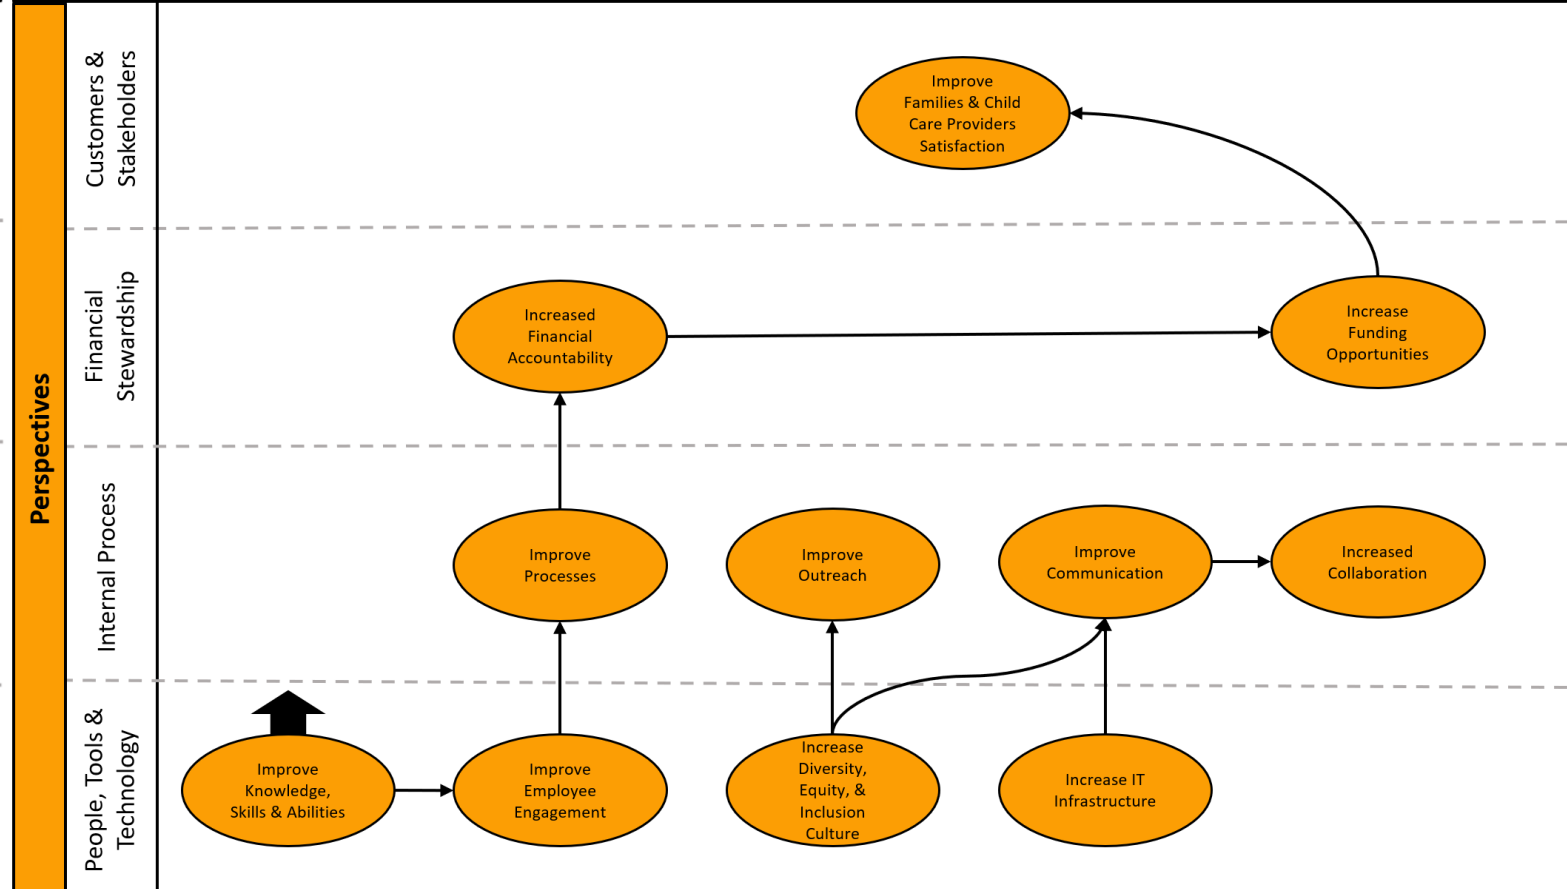 Perspectives
Customers &
Stakeholders
Improve
Families & Child
Care Providers
Satisfaction
Financial
Stewardship
Increased
Financial
Accountability
Increase
Funding
Opportunities
Internal Process
Improve
Processes
Improve
Outreach
Improve
Communication
Increased
Collaboration
People, Tools &
Technology
Improve
Knowledge,
Skills & Abilities
Improve
Employee
Engagement
Increase
Diversity,
Equity, &
Inclusion
Culture
Increase IT
Infrastructure